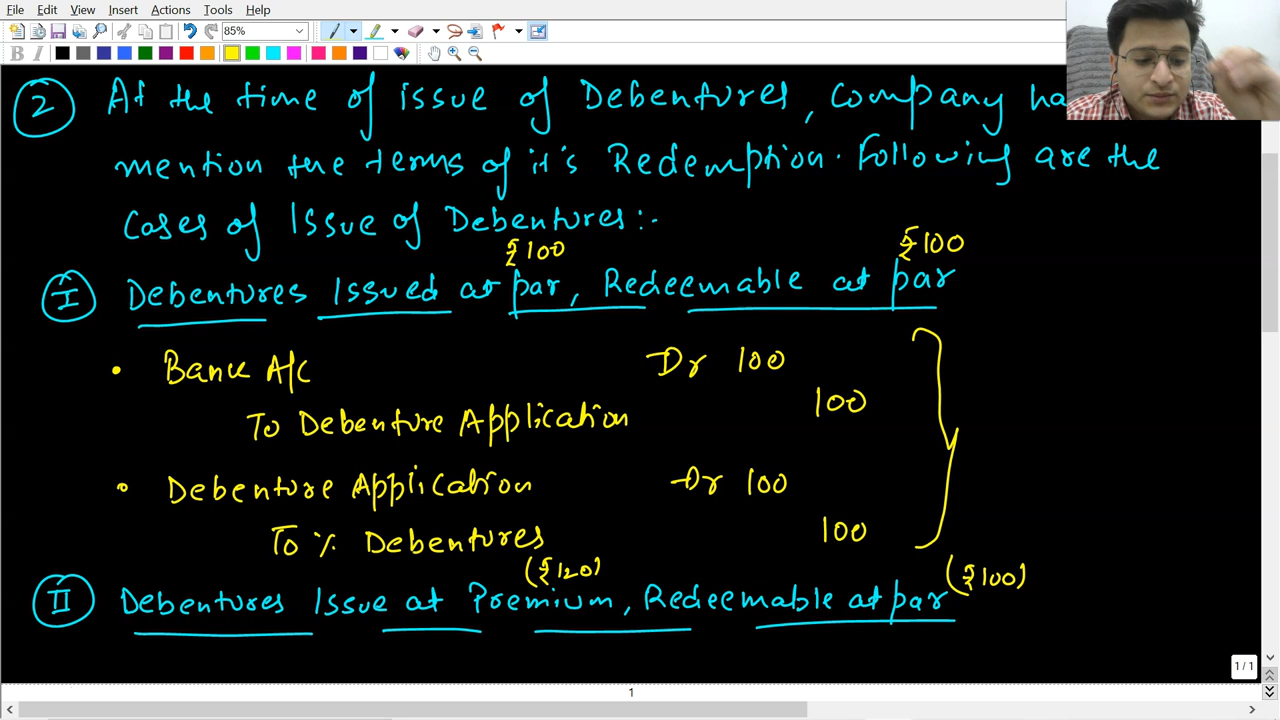 File Edit View Insert Actions Tools Help
85%
2 At the time of issue of Debentures, Company ha
mention the terms of it's Redemption. Following are the
Cases of Issue of Debentures:-
₹100 ₹100
I Debentures Issued at par, Redeemable at par
• Bank A/c Dr 100
To Debenture Application 100
• Debenture Application Dr 100
To % Debentures 100
(₹120) (₹100)
II Debentures Issue at Premium, Redeemable at par
1/1
1